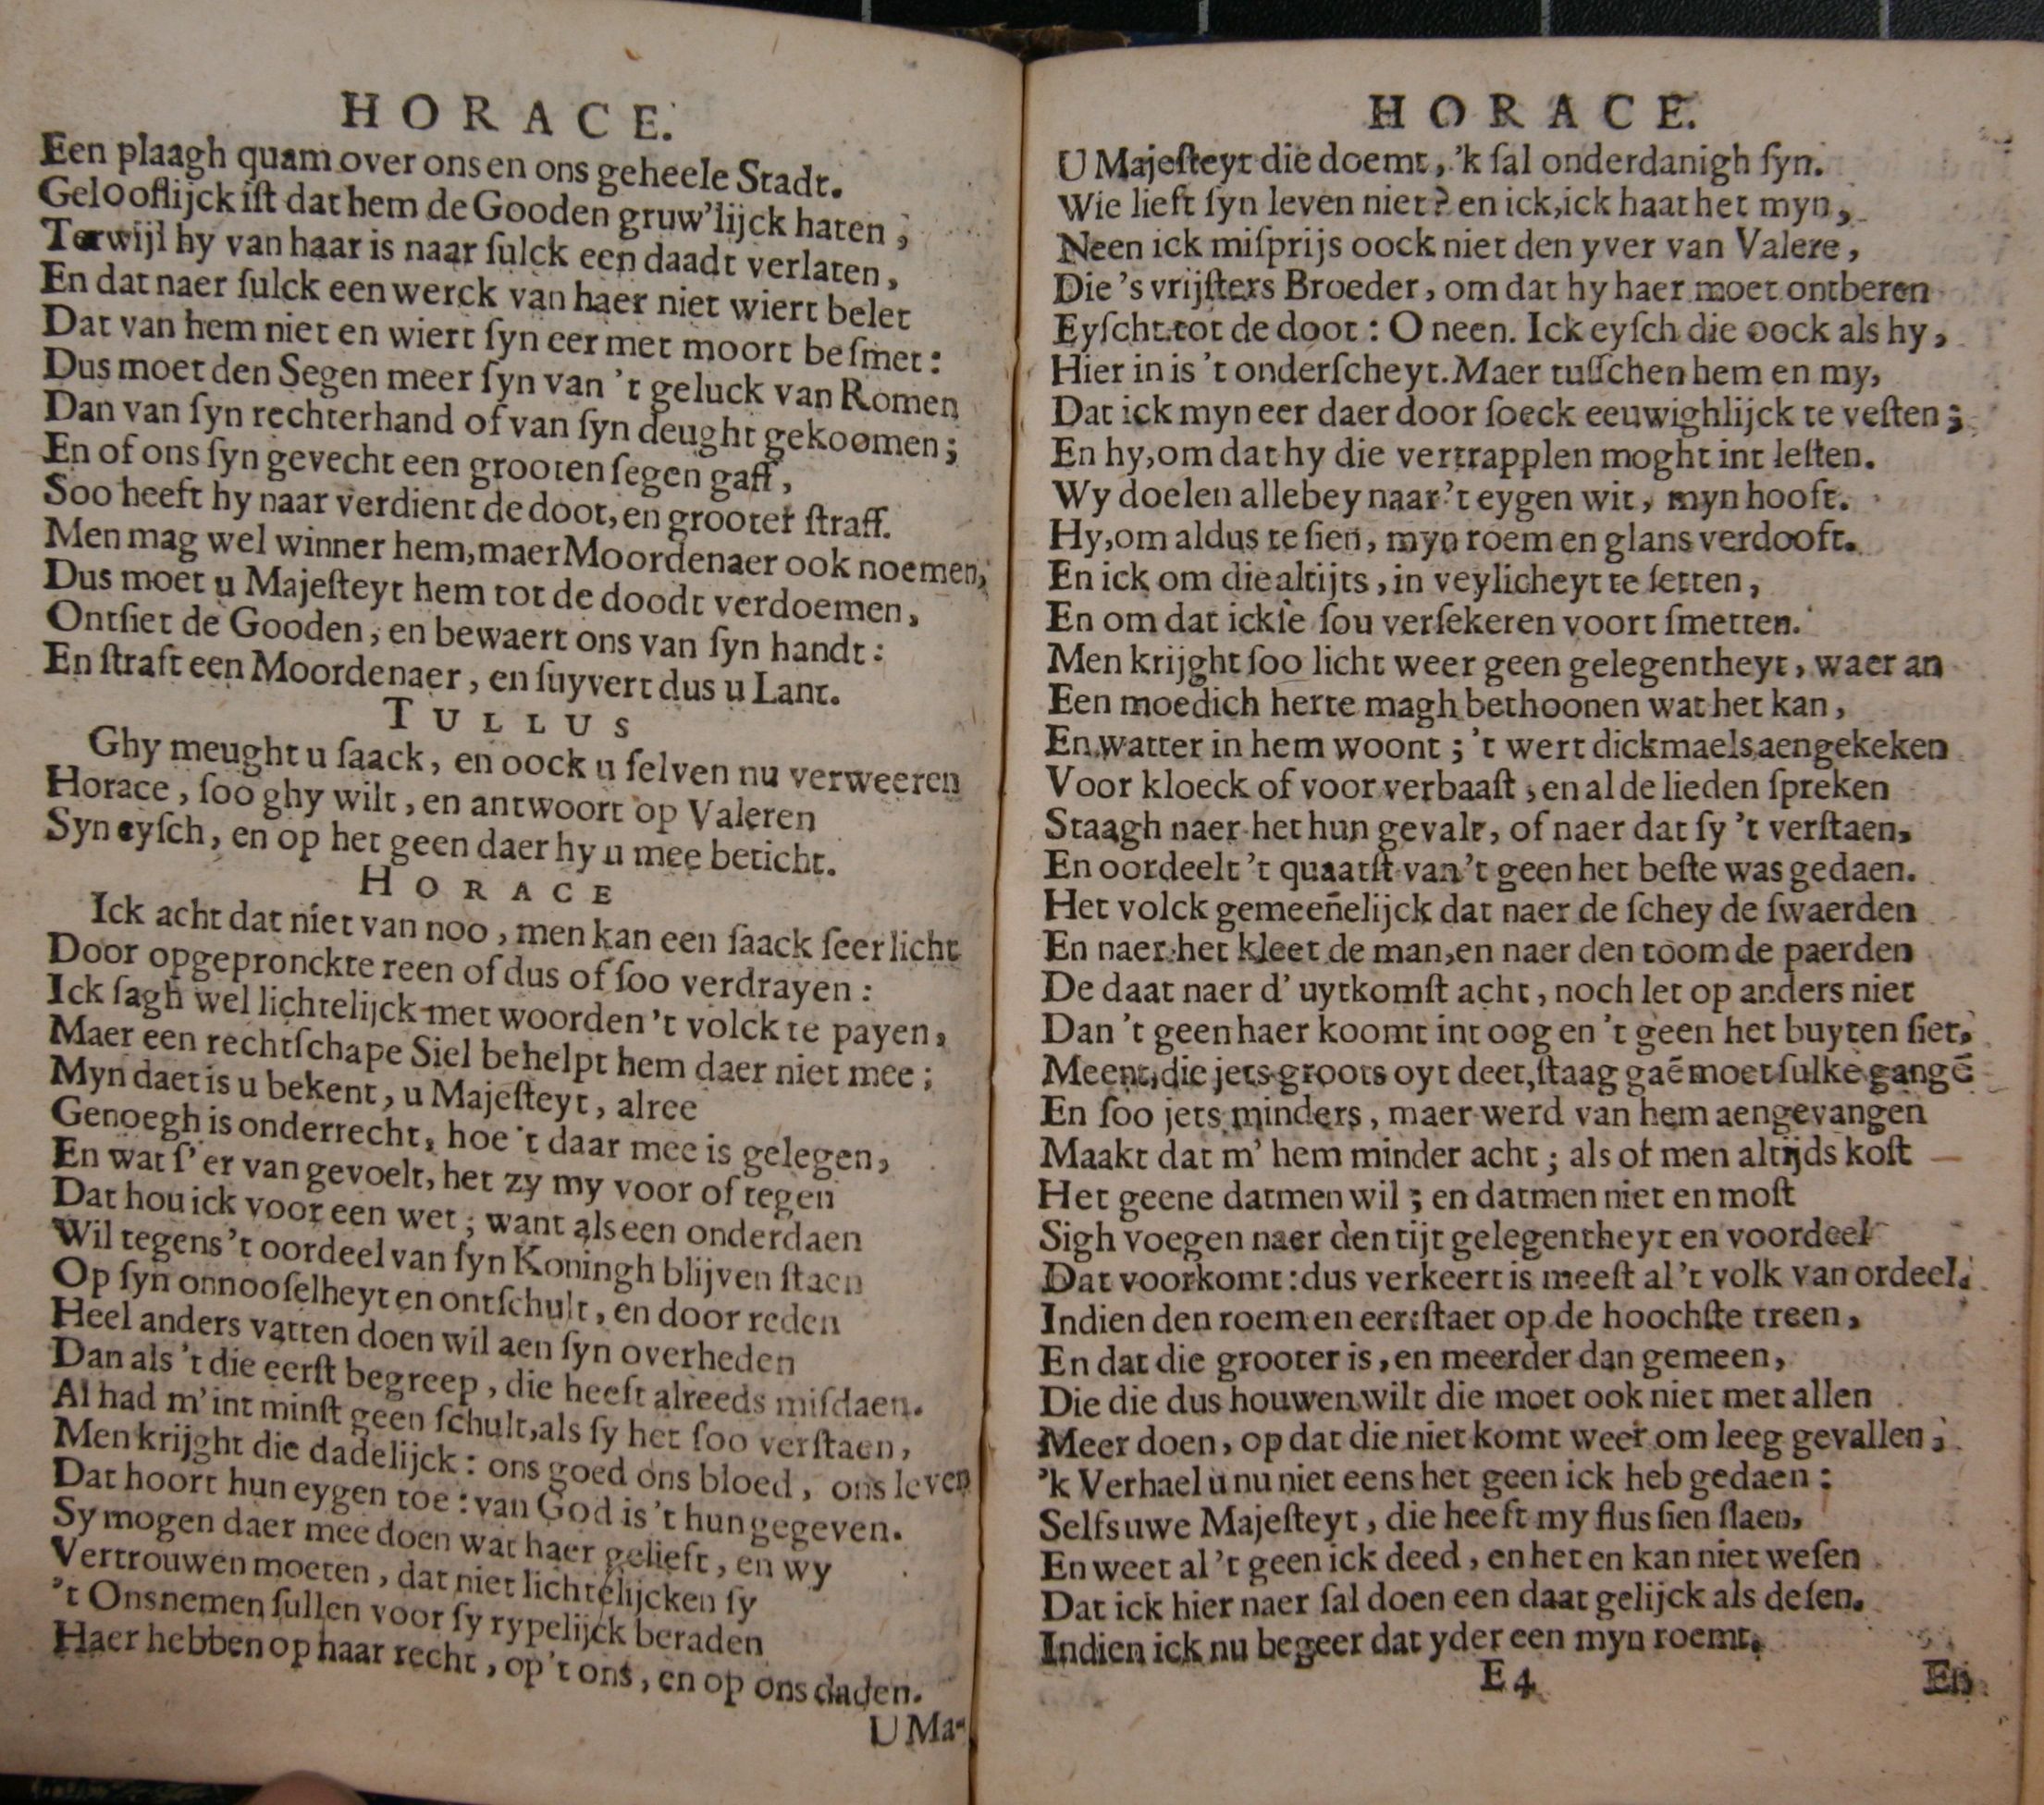 HORACE.
Een plaagh quam over ons en ons geheele Stadt.
Gelooflijck ist dat hem de Gooden gruw'lijck haten,
Terwijl hy van haar is naar sulck een daadt verlaten,
En dat naer sulck een werck van haer niet wiert belet
Dat van hem niet en wiert syn eer met moort besmet:
Dus moet den Segen meer syn van 't geluck van Romen
Dan van syn rechterhand of van syn deught gekoomen;
En of ons syn gevecht een grooten segen gaff,
Soo heeft hy naar verdient de doot, en grooter straff.
Men mag wel winner hem, maer Moordenaer ook noemen,
Dus moet u Majesteyt hem tot de doodt verdoemen,
Ontsiet de Gooden, en bewaert ons van syn handt:
En straft een Moordenaer, en suyvert dus u Lant.
TULLUS
Ghy meught u saack, en oock u selven nu verweeren
Horace, soo ghy wilt, en antwoort op Valeren
Syn eysch, en op het geen daer hy u mee beticht.
HORACE
Ick acht dat niet van noo, men kan een saack seer licht
Door opgepronckte reen of dus of soo verdrayen:
Ick sagh wel lichtelijck met woorden 't volck te payen,
Maer een rechtschape Siel behelpt hem daer niet mee;
Myn daet is u bekent, u Majesteyt, alree
Genoegh is onderrecht, hoe 't daar mee is gelegen,
En wat s' er van gevoelt, het zy my voor of tegen
Dat hou ick voor een wet; want als een onderdaen
Wil tegens 't oordeel van syn Koningh blijven staen
Op syn onnooselheyt en ontschult, en door reden
Heel anders vatten doen wil aen syn overheden
Dan als 't die eerst begreep, die heeft alreeds misdaen.
Al had m' int minst geen schult, als sy het soo verstaen,
Men krijght die dadelijck: ons goed ons bloed, ons leven
Dat hoort hun eygen toe: van God is 't hun gegeven.
Sy mogen daer mee doen wat haer gelieft, en wy
Vertrouwen moeten, dat niet lichtelijcken sy
't Ons nemen sullen voor sy rypelijck beraden
Haer hebben op haar recht, op 't ons, en op ons daden.
U Ma-
HORACE.
U Majesteyt die doemt, 'k sal onderdanigh syn.
Wie lieft syn leven niet? en ick, ick haat het myn,
Neen ick misprijs oock niet den yver van Valere,
Die 's vrijsters Broeder, om dat hy haer moet ontberen
Eyscht tot de doot: O neen. Ick eysch die oock als hy,
Hier in is 't onderscheyt. Maer tusschen hem en my,
Dat ick myn eer daer door soeck eeuwighlijck te vesten;
En hy, om dat hy die vertrapplen moght int lesten.
Wy doelen allebey naar 't eygen wit, myn hooft.
Hy, om aldus te sien, myn roem en glans verdooft.
En ick om die altijts, in veylicheyt te setten,
En om dat ick se sou versekeren voort smetten.
Men krijght soo licht weer geen gelegentheyt, waer an
Een moedich herte magh bethoonen wat het kan,
En watter in hem woont; 't wert dickmaels aengekeken
Voor kloeck of voor verbaast, en al de lieden spreken
Staagh naer het hun gevalt, of naer dat sy 't verstaen,
En oordeelt 't quaatst van 't geen het beste was gedaen.
Het volck gemeeñelijck dat naer de schey de swaerden
En naer het kleet de man, en naer den toom de paerden
De daat naer d' uytkomst acht, noch let op anders niet
Dan 't geen haer koomt int oog en 't geen het buyten siet,
Meent, die jets groots oyt deet, staag gaē moet sulke gangē
En soo jets minders, maer werd van hem aengevangen
Maakt dat m' hem minder acht; als of men altijds kost
Het geene datmen wil; en datmen niet en most
Sigh voegen naer den tijt gelegentheyt en voordeel
Dat voorkomt: dus verkeert is meest al 't volk van ordeel.
Indien den roem en eer staet op de hoochste treen,
En dat die grooter is, en meerder dan gemeen,
Die die dus houwen wilt die moet ook niet met allen
Meer doen, op dat die niet komt weer om leeg gevallen;
'k Verhael u nu niet eens het geen ick heb gedaen:
Selfs uwe Majesteyt, die heeft my flus sien slaen,
En weet al 't geen ick deed, en het en kan niet wesen
Dat ick hier naer sal doen een daat gelijck als desen.
Indien ick nu begeer dat yder een myn roemt.
E 4
En